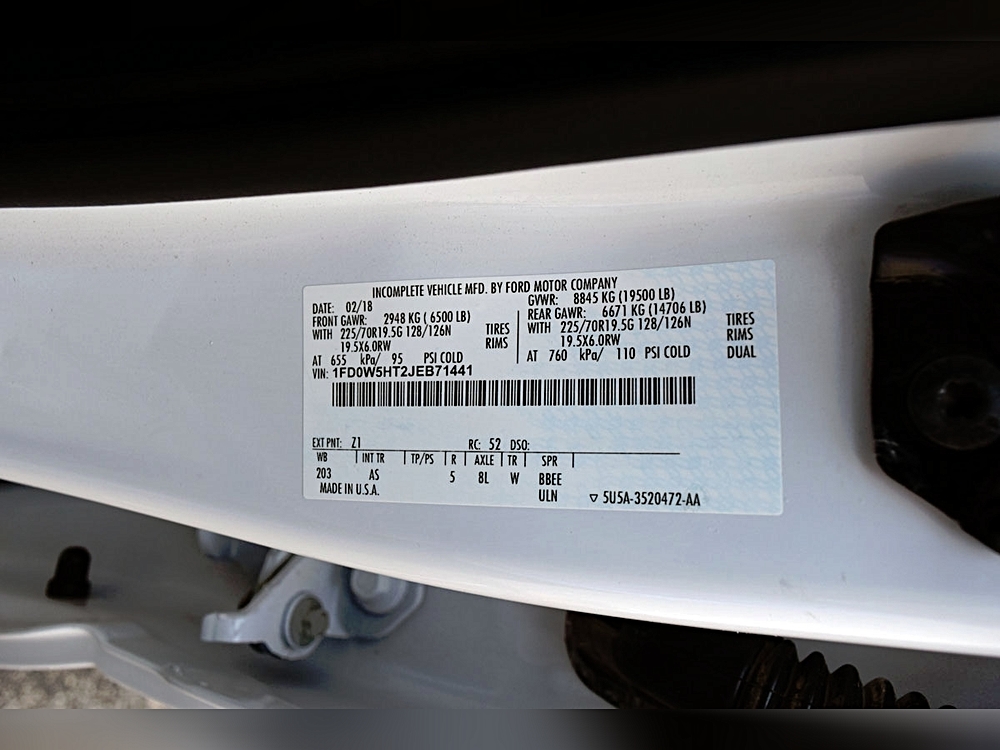 INCOMPLETE VEHICLE MFD. BY FORD MOTOR COMPANY
DATE: 02/18 GVWR: 8845 KG (19500 LB)
FRONT GAWR: 2948 KG ( 6500 LB) REAR GAWR: 6671 KG (14706 LB)
WITH 225/70R19.5G 128/126N TIRES WITH 225/70R19.5G 128/126N TIRES
19.5X6.0RW RIMS 19.5X6.0RW RIMS
AT 655 kPa/ 95 PSI COLD AT 760 kPa/ 110 PSI COLD DUAL
VIN: 1FD0W5HT2JEB71441
EXT PNT: Z1 RC: 52 DSO:
WB INT TR TP/PS R AXLE TR SPR
203 AS 5 8L W BBEE
MADE IN U.S.A. ULN ▽ 5U5A-3520472-AA